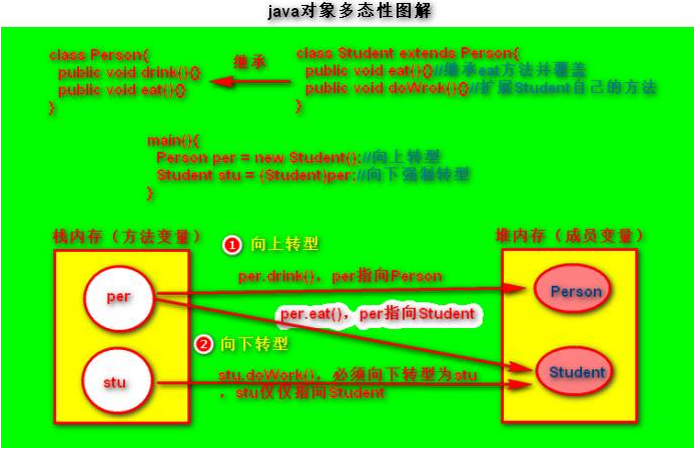 java对象多态性图解
class Person{
public void drink(){}
public void eat(){}
}
继承
class Student extends Person{
public void eat(){}//继承eat方法并覆盖
public void doWrok(){}//扩展Student自己的方法
}
main(){
Person per = new Student();//向上转型
Student stu = (Student)per;//向下强制转型
}
栈内存（方法变量）
堆内存（成员变量）
1 向上转型
per.drink()，per指向Person
per
Person
per.eat()，per指向Student
2 向下转型
stu.doWork()，必须向下转型为stu
，stu仅仅指向Student
stu
Student